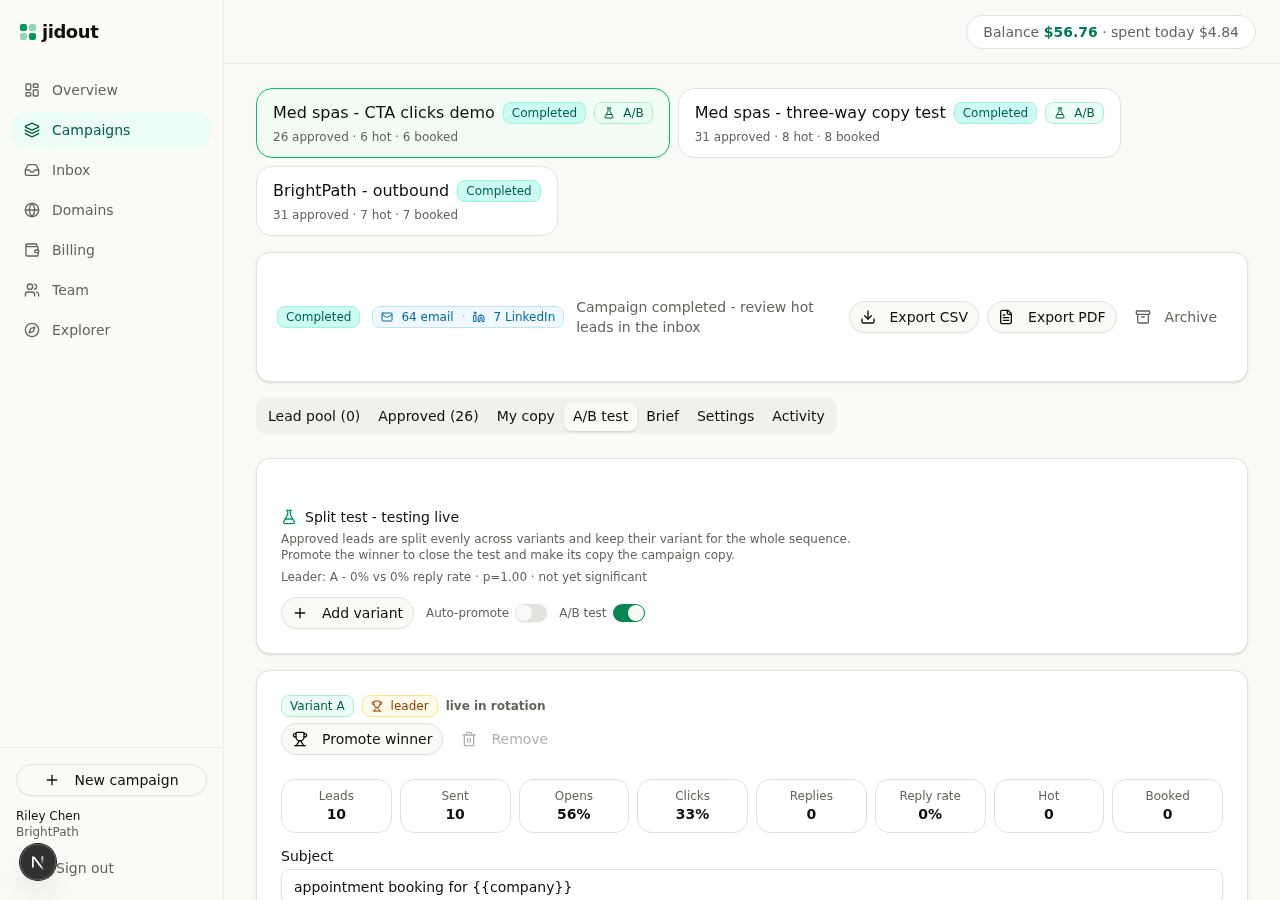 jidout
Balance $56.76 · spent today $4.84
Overview
Campaigns
Inbox
Domains
Billing
Team
Explorer
New campaign
Riley Chen
BrightPath
N
Sign out
Med spas - CTA clicks demo Completed A/B
26 approved · 6 hot · 6 booked
Med spas - three-way copy test Completed A/B
31 approved · 8 hot · 8 booked
BrightPath - outbound Completed
31 approved · 7 hot · 7 booked
Completed 64 email · 7 LinkedIn
Campaign completed - review hot
leads in the inbox
Export CSV Export PDF Archive
Lead pool (0) Approved (26) My copy A/B test Brief Settings Activity
Split test - testing live
Approved leads are split evenly across variants and keep their variant for the whole sequence.
Promote the winner to close the test and make its copy the campaign copy.
Leader: A - 0% vs 0% reply rate · p=1.00 · not yet significant
Add variant Auto-promote A/B test
Variant A leader live in rotation
Promote winner Remove
Leads Sent Opens Clicks Replies Reply rate Hot Booked
10 10 56% 33% 0 0% 0 0
Subject
appointment booking for {{company}}